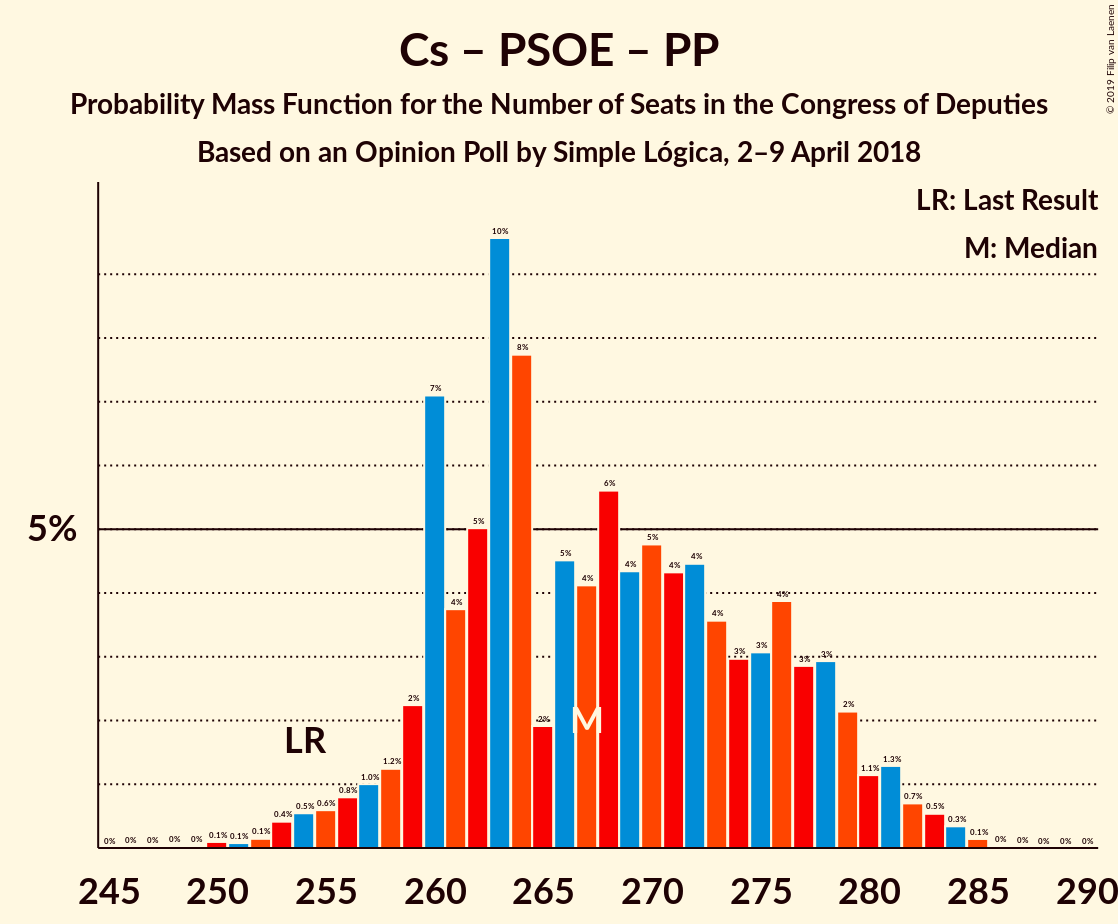 Cs – PSOE – PP
Probability Mass Function for the Number of Seats in the Congress of Deputies
Based on an Opinion Poll by Simple Lógica, 2–9 April 2018
© 2019 Filip van Laenen
LR: Last Result
M: Median
5%
0% 0% 0% 0% 0% 0.1% 0.1% 0.1% 0.4% 0.5% 0.6% 0.8% 1.0% 1.2% 2% 7% 4% 5% 10% 8% 2% 5% 4% 6% 4% 5% 4% 4% 4% 3% 3% 4% 3% 3% 2% 1.1% 1.3% 0.7% 0.5% 0.3% 0.1% 0% 0% 0% 0% 0%
LR
M
245 250 255 260 265 270 275 280 285 290